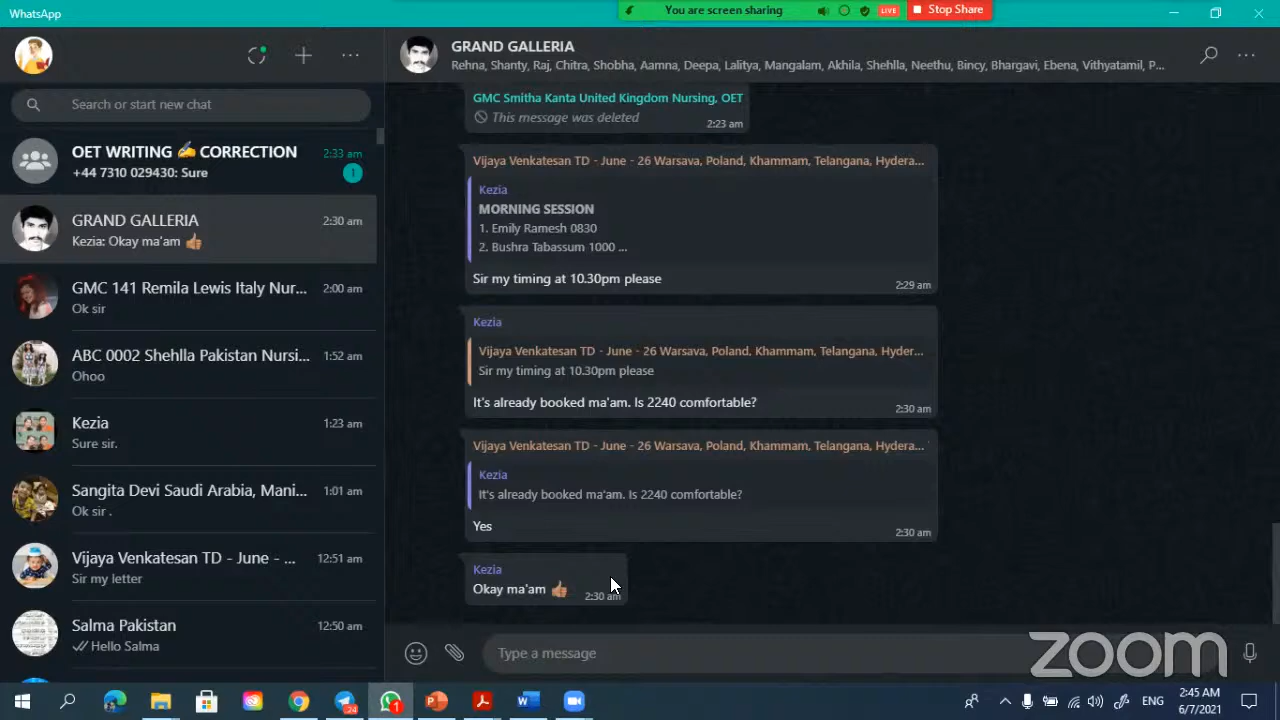 WhatsApp
You are screen sharing
LIVE
Stop Share
Search or start new chat
OET WRITING ✍ CORRECTION
2:33 am
+44 7310 029430: Sure
1
GRAND GALLERIA
2:30 am
Kezia: Okay ma'am 👍
GMC 141 Remila Lewis Italy Nur...
2:00 am
Ok sir
ABC 0002 Shehlla Pakistan Nursi...
1:52 am
Ohoo
Kezia
1:23 am
Sure sir.
Sangita Devi Saudi Arabia, Mani...
1:01 am
Ok sir .
Vijaya Venkatesan TD - June - ...
12:51 am
Sir my letter
Salma Pakistan
12:50 am
Hello Salma
GRAND GALLERIA
Rehna, Shanty, Raj, Chitra, Shobha, Aamna, Deepa, Lalitya, Mangalam, Akhila, Shehlla, Neethu, Bincy, Bhargavi, Ebena, Vithyatamil, P...
GMC Smitha Kanta United Kingdom Nursing, OET
This message was deleted
2:23 am
Vijaya Venkatesan TD - June - 26 Warsava, Poland, Khammam, Telangana, Hydera...
Kezia
MORNING SESSION
1. Emily Ramesh 0830
2. Bushra Tabassum 1000 ...
Sir my timing at 10.30pm please
2:29 am
Kezia
Vijaya Venkatesan TD - June - 26 Warsava, Poland, Khammam, Telangana, Hyder...
Sir my timing at 10.30pm please
It's already booked ma'am. Is 2240 comfortable?
2:30 am
Vijaya Venkatesan TD - June - 26 Warsava, Poland, Khammam, Telangana, Hydera...
Kezia
It's already booked ma'am. Is 2240 comfortable?
Yes
2:30 am
Kezia
Okay ma'am 👍
2:30 am
Type a message
zoom
24
1
ENG
2:45 AM
6/7/2021